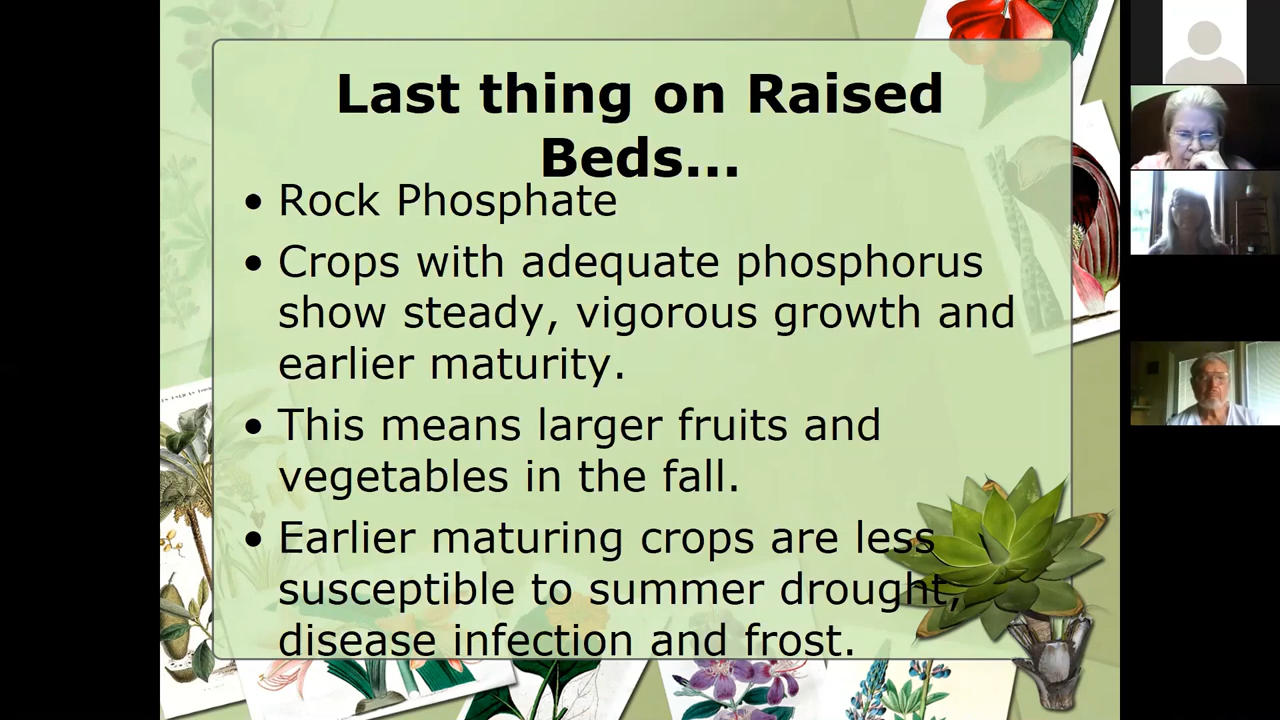 Last thing on Raised
Beds...
• Rock Phosphate
• Crops with adequate phosphorus
show steady, vigorous growth and
earlier maturity.
• This means larger fruits and
vegetables in the fall.
• Earlier maturing crops are less
susceptible to summer drought,
disease infection and frost.